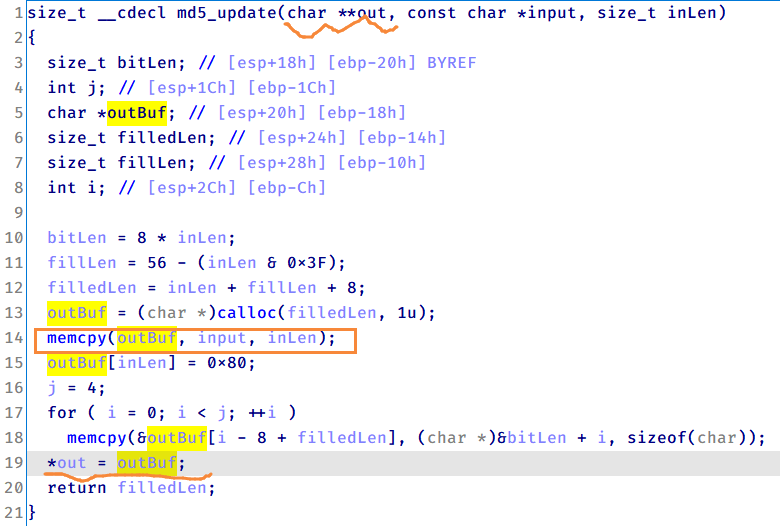 1 size_t __cdecl md5_update(char **out, const char *input, size_t inLen)
2 {
3 size_t bitLen; // [esp+18h] [ebp-20h] BYREF
4 int j; // [esp+1Ch] [ebp-1Ch]
5 char *outBuf; // [esp+20h] [ebp-18h]
6 size_t filledLen; // [esp+24h] [ebp-14h]
7 size_t fillLen; // [esp+28h] [ebp-10h]
8 int i; // [esp+2Ch] [ebp-Ch]
9
10 bitLen = 8 * inLen;
11 fillLen = 56 - (inLen & 0x3F);
12 filledLen = inLen + fillLen + 8;
13 outBuf = (char *)calloc(filledLen, 1u);
14 memcpy(outBuf, input, inLen);
15 outBuf[inLen] = 0x80;
16 j = 4;
17 for ( i = 0; i < j; ++i )
18 memcpy(&outBuf[i - 8 + filledLen], (char *)&bitLen + i, sizeof(char));
19 *out = outBuf;
20 return filledLen;
21 }